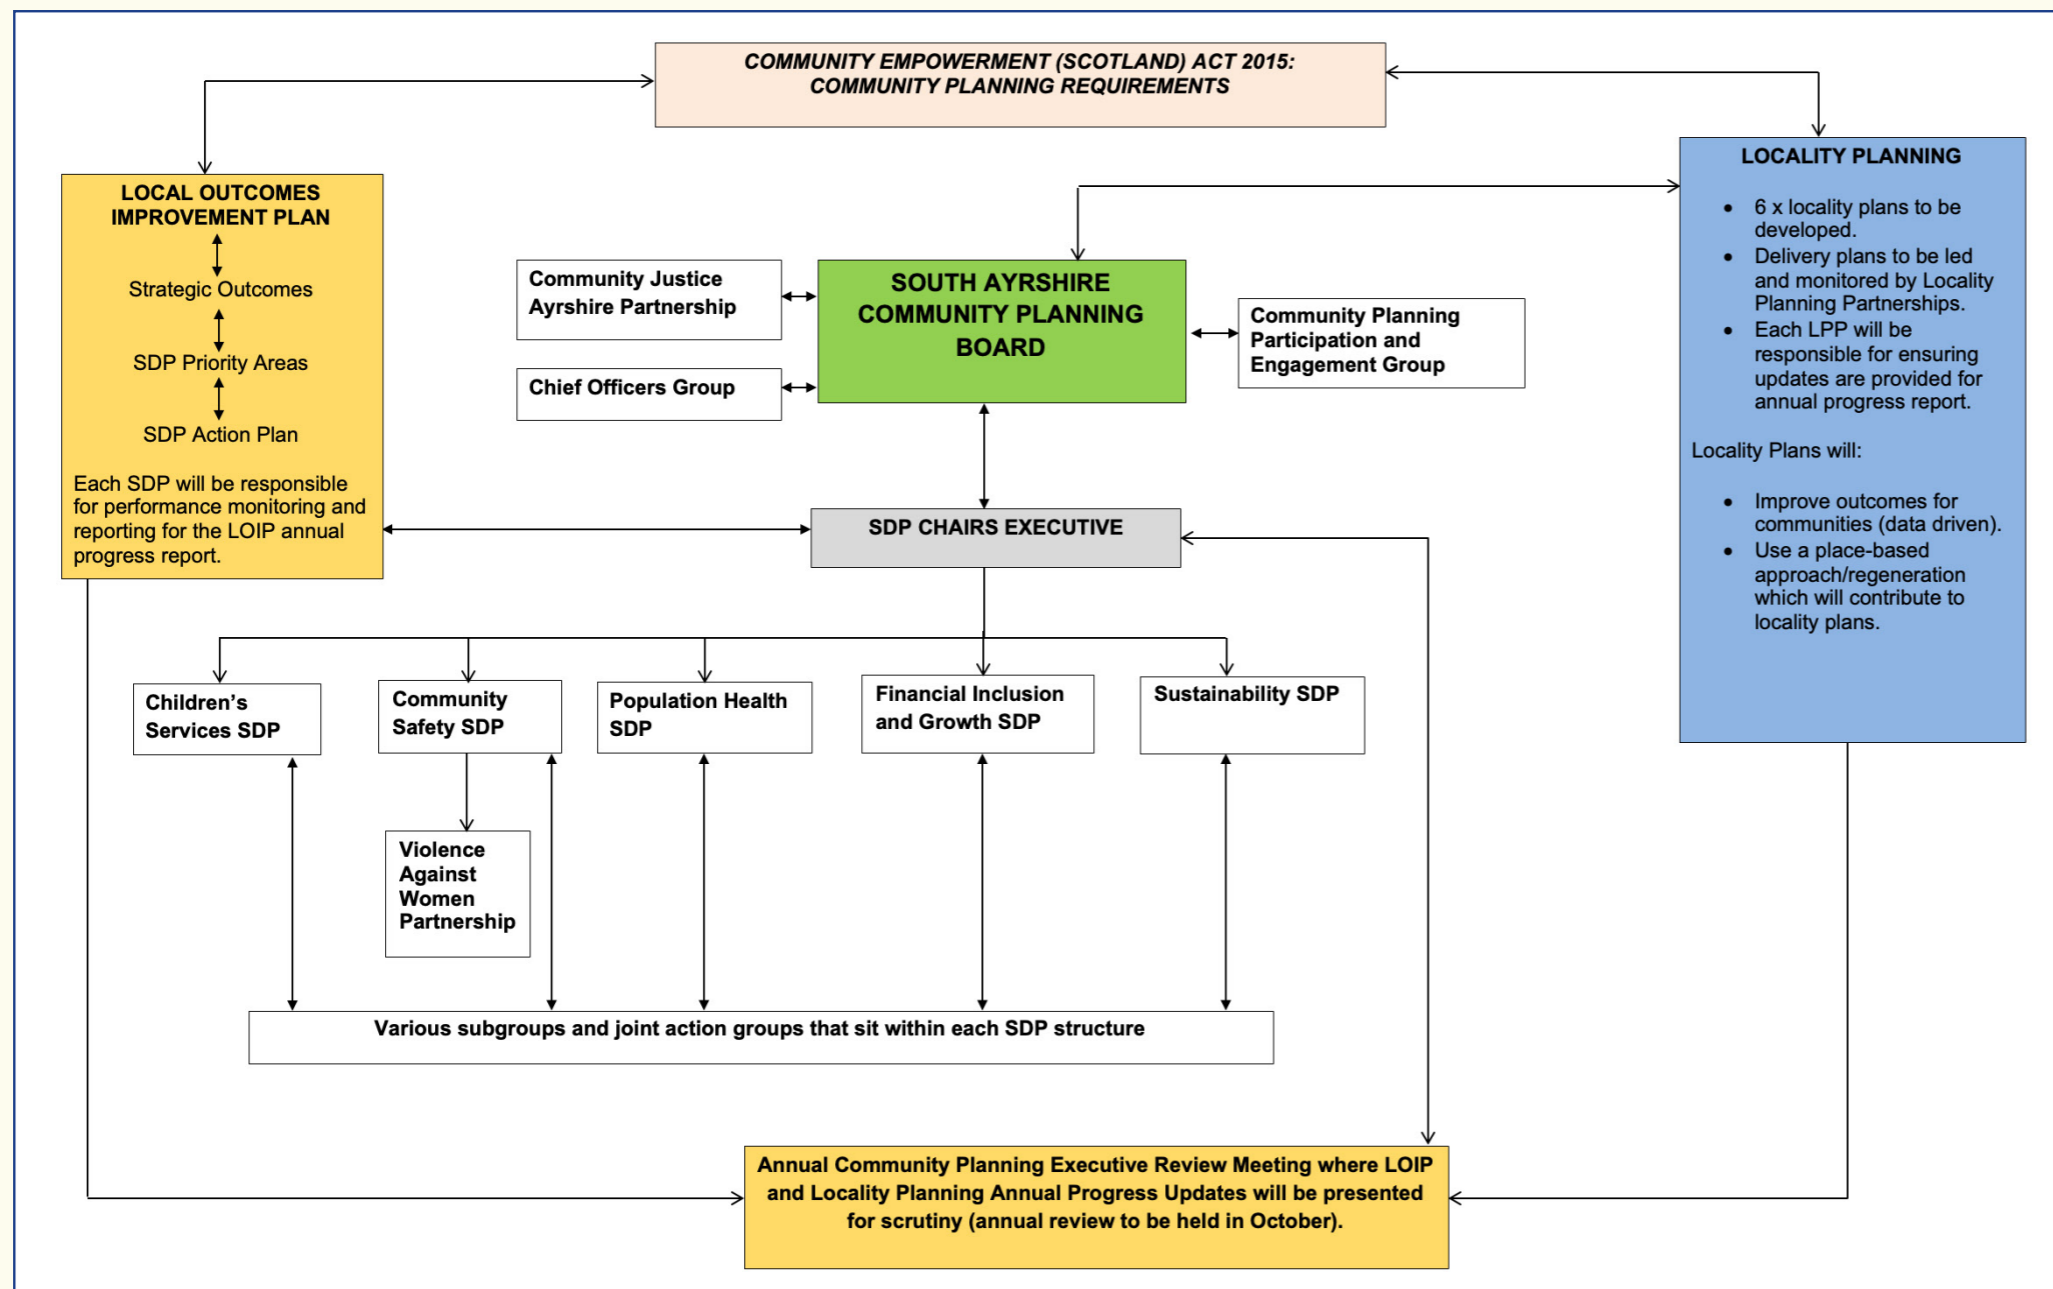 COMMUNITY EMPOWERMENT (SCOTLAND) ACT 2015:
COMMUNITY PLANNING REQUIREMENTS
LOCAL OUTCOMES
IMPROVEMENT PLAN
Strategic Outcomes
SDP Priority Areas
SDP Action Plan
Each SDP will be responsible
for performance monitoring and
reporting for the LOIP annual
progress report.
Community Justice
Ayrshire Partnership
Chief Officers Group
SOUTH AYRSHIRE
COMMUNITY PLANNING
BOARD
Community Planning
Participation and
Engagement Group
LOCALITY PLANNING
• 6 x locality plans to be
developed.
• Delivery plans to be led
and monitored by Locality
Planning Partnerships.
• Each LPP will be
responsible for ensuring
updates are provided for
annual progress report.
Locality Plans will:
• Improve outcomes for
communities (data driven).
• Use a place-based
approach/regeneration
which will contribute to
locality plans.
SDP CHAIRS EXECUTIVE
Children’s
Services SDP
Community
Safety SDP
Population Health
SDP
Financial Inclusion
and Growth SDP
Sustainability SDP
Violence
Against
Women
Partnership
Various subgroups and joint action groups that sit within each SDP structure
Annual Community Planning Executive Review Meeting where LOIP
and Locality Planning Annual Progress Updates will be presented
for scrutiny (annual review to be held in October).